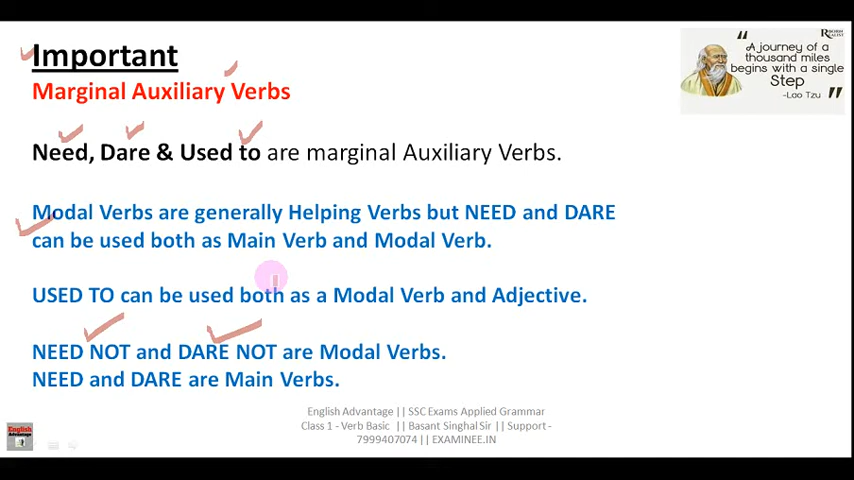 Important
Marginal Auxiliary Verbs
Need, Dare & Used to are marginal Auxiliary Verbs.
Modal Verbs are generally Helping Verbs but NEED and DARE
can be used both as Main Verb and Modal Verb.
USED TO can be used both as a Modal Verb and Adjective.
NEED NOT and DARE NOT are Modal Verbs.
NEED and DARE are Main Verbs.
“A journey of a
thousand miles
begins with a single
Step
-Lao Tzu ”
English Advantage || SSC Exams Applied Grammar
Class 1 - Verb Basic || Basant Singhal Sir || Support -
7999407074 || EXAMINEE.IN
English
Advantage